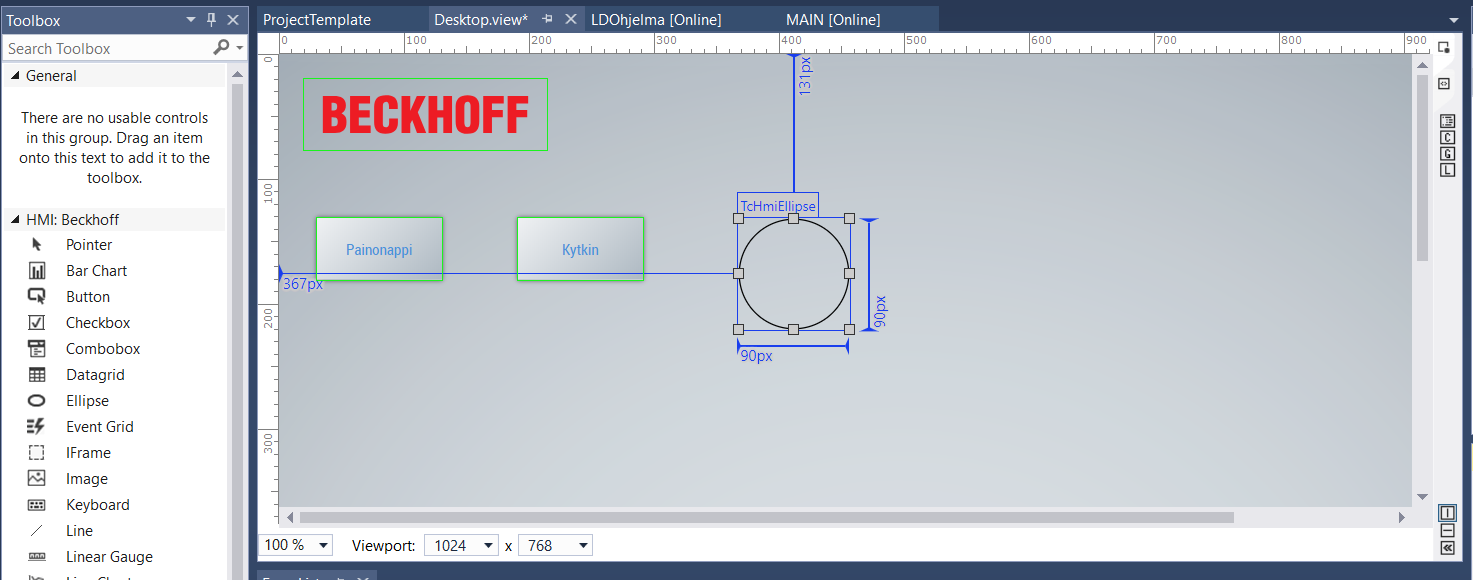 Toolbox
ProjectTemplate
Desktop.view*
LDOhjelma [Online]
MAIN [Online]
Search Toolbox
General
There are no usable controls
in this group. Drag an item
onto this text to add it to the
toolbox.
HMI: Beckhoff
Pointer
Bar Chart
Button
Checkbox
Combobox
Datagrid
Ellipse
Event Grid
IFrame
Image
Keyboard
Line
Linear Gauge
0 100 200 300 400 500 600 700 800 900
0
100
200
300
BECKHOFF
131px
TcHmiEllipse
Painonappi
Kytkin
367px
90px
90px
C
G
L
100 %
Viewport:
1024
x
768